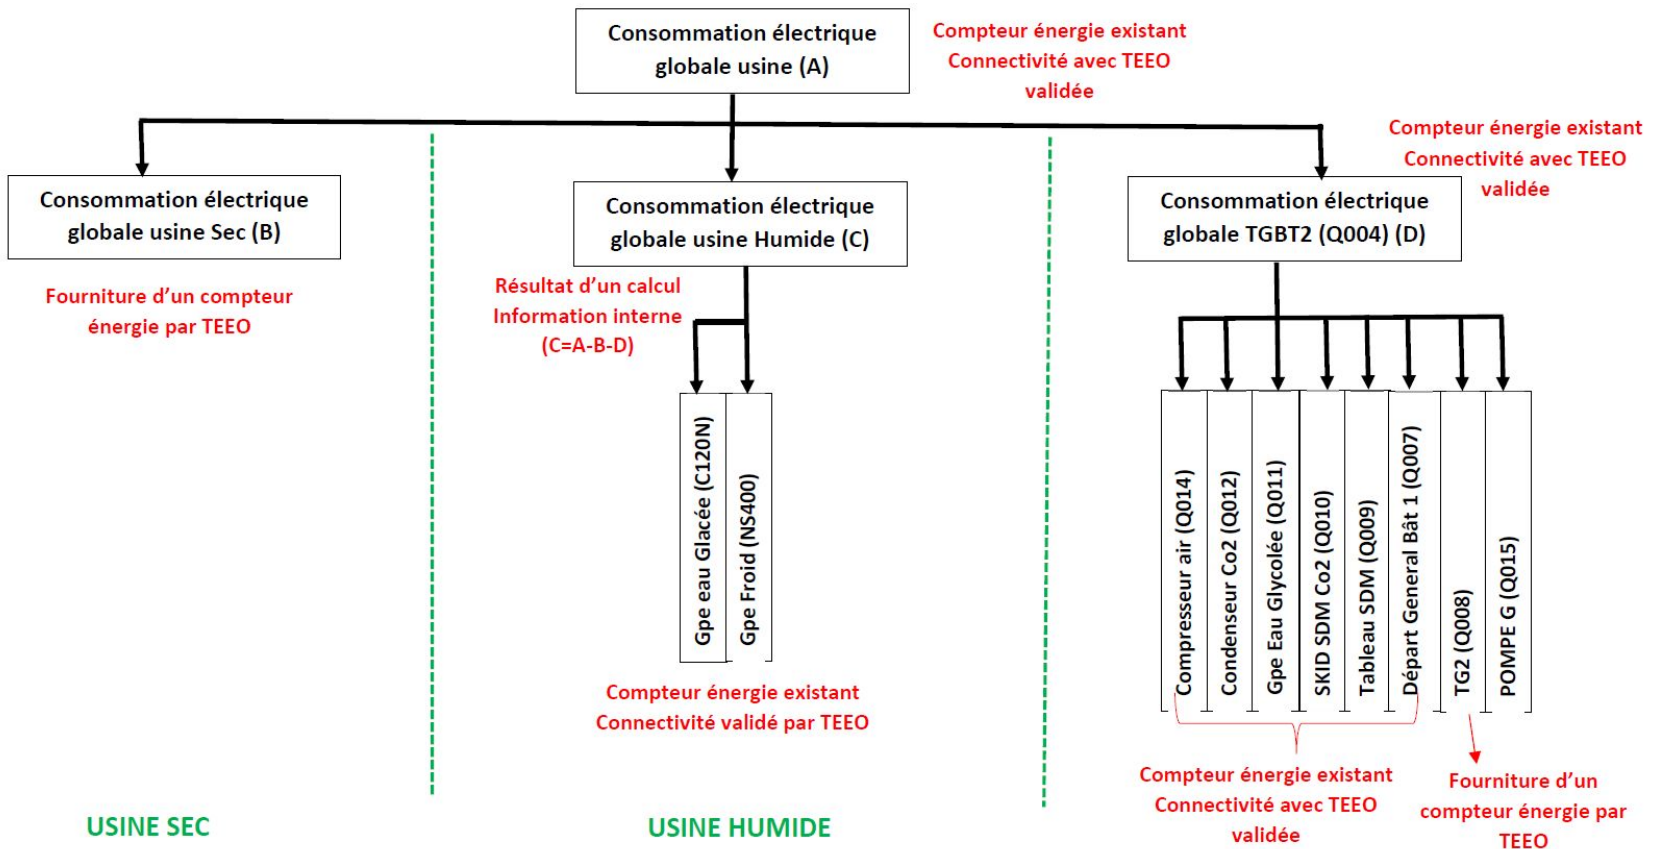 Consommation électrique
globale usine (A)
Compteur énergie existant
Connectivité avec TEEO
validée
Compteur énergie existant
Connectivité avec TEEO
validée
Consommation électrique
globale usine Sec (B)
Consommation électrique
globale usine Humide (C)
Consommation électrique
globale TGBT2 (Q004) (D)
Fourniture d'un compteur
énergie par TEEO
Résultat d'un calcul
Information interne
(C=A-B-D)
Gpe eau Glacée (C120N)
Gpe Froid (NS400)
Compresseur air (Q014)
Condenseur Co2 (Q012)
Gpe Eau Glycolée (Q011)
SKID SDM Co2 (Q010)
Tableau SDM (Q009)
Départ General Bât 1 (Q007)
TG2 (Q008)
POMPE G (Q015)
Compteur énergie existant
Connectivité validé par TEEO
Compteur énergie existant
Connectivité avec TEEO
validée
Fourniture d'un
compteur énergie par
TEEO
USINE SEC
USINE HUMIDE